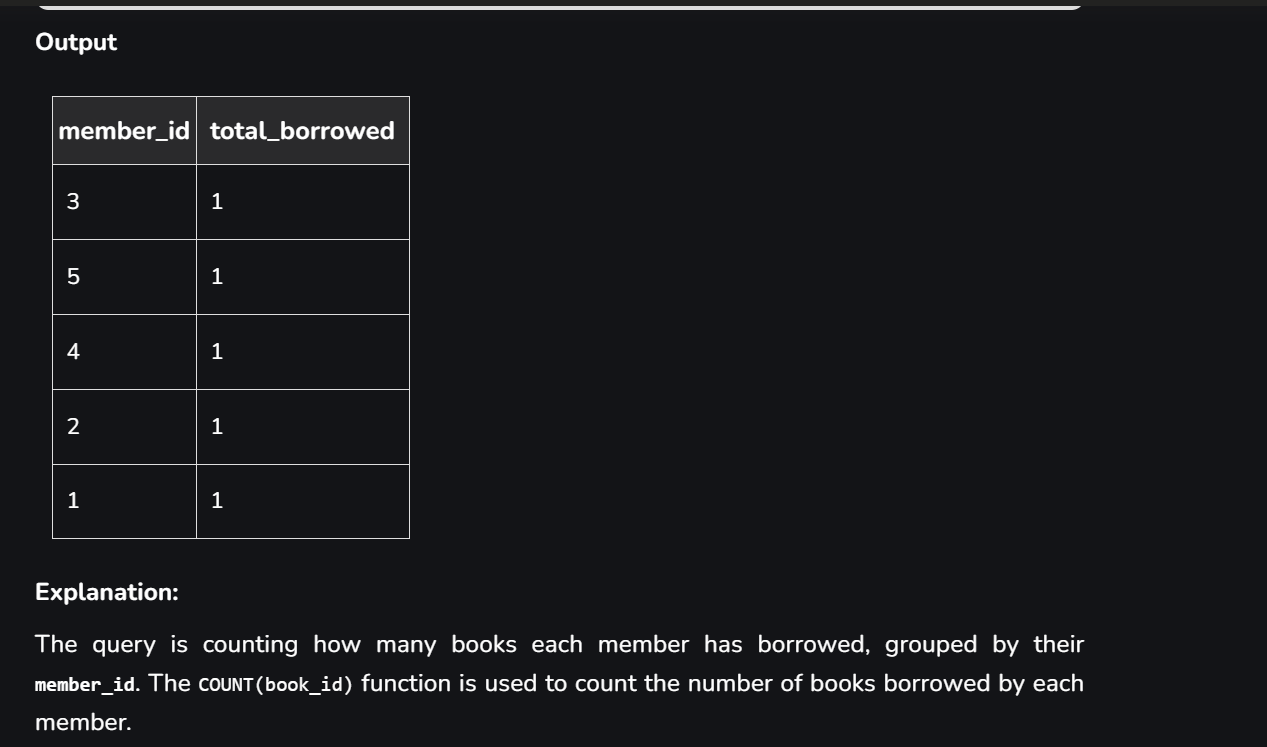 Output
member_id total_borrowed
3 1
5 1
4 1
2 1
1 1
Explanation:
The query is counting how many books each member has borrowed, grouped by their
member_id. The COUNT(book_id) function is used to count the number of books borrowed by each
member.